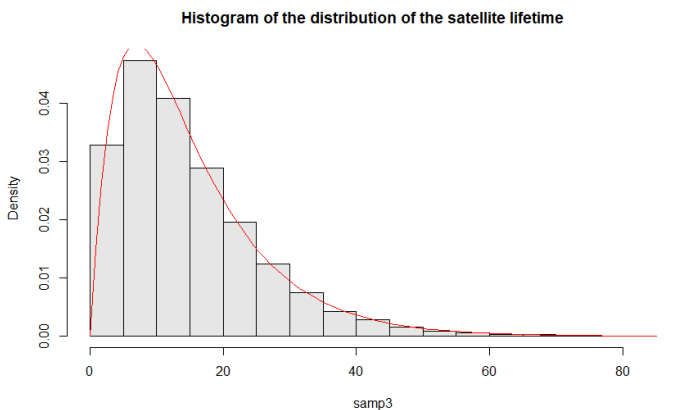 Histogram of the distribution of the satellite lifetime
Density
0.04
0.03
0.02
0.01
0.00
0 20 40 60 80
samp3